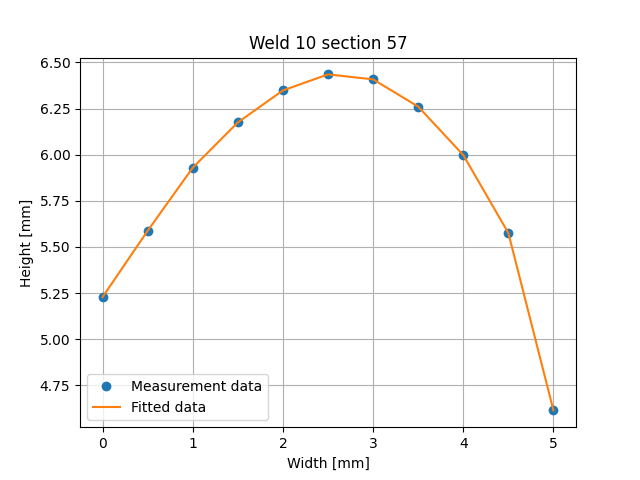 Weld 10 section 57
6.50
6.25
6.00
5.75
5.50
5.25
5.00
4.75
Height [mm]
Measurement data
Fitted data
0 1 2 3 4 5
Width [mm]